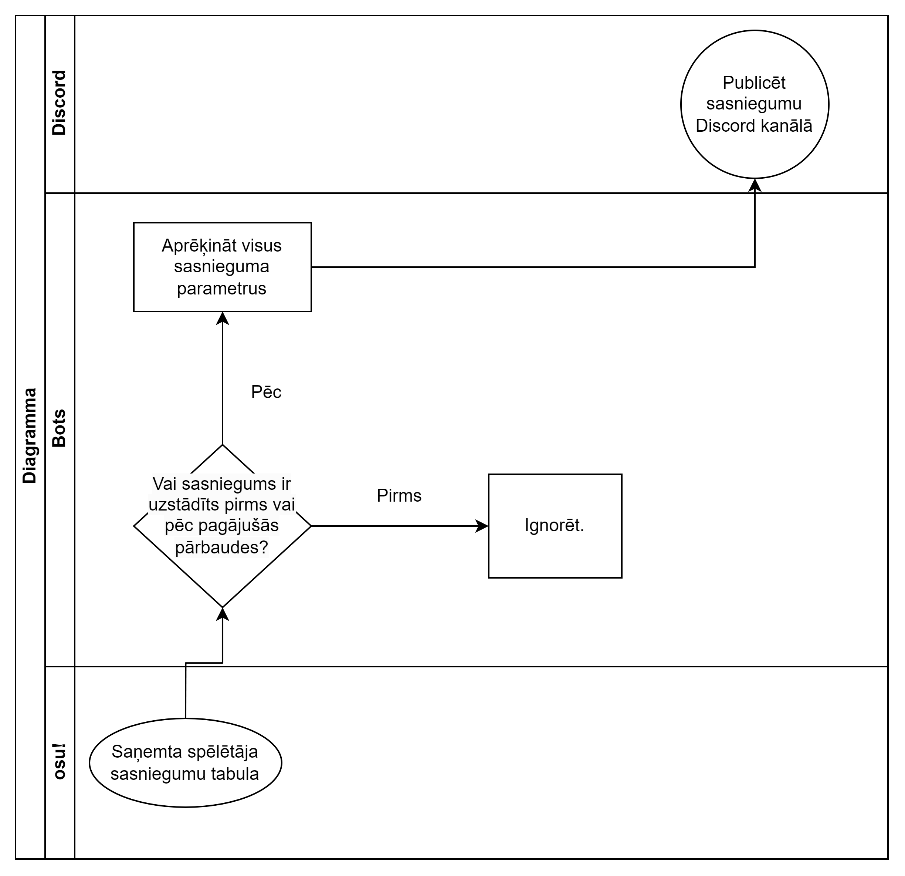 Diagramma
Discord
Publicēt
sasniegumu
Discord kanālā
Bots
Aprēķināt visus
sasnieguma
parametrus
Pēc
Vai sasniegums ir
uzstādīts pirms vai
pēc pagājušās
pārbaudes?
Pirms
Ignorēt.
osu!
Saņemta spēlētāja
sasniegumu tabula